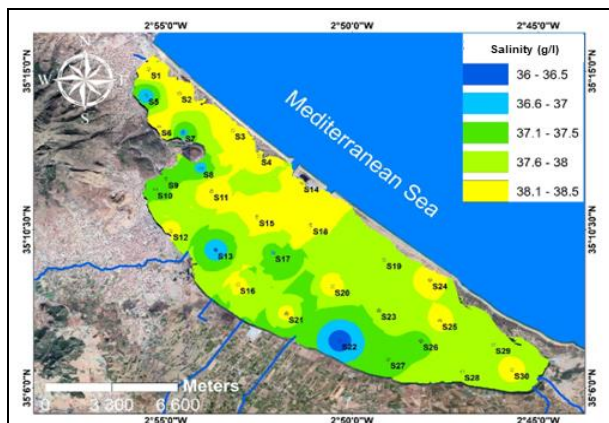 2°55'0"W 2°50'0"W 2°45'0"W
Salinity (g/l)
36 - 36.5
36.6 - 37
37.1 - 37.5
37.6 - 38
38.1 - 38.5
N
W E
S
35°15'0"N
35°15'0"N
Mediterranean Sea
S1
S2
S5
S6
S7
S3
S4
S8
S9
S10
S11
S14
S15
S18
S12
S13
S17
S19
S16
S20
S24
S21
S23
S25
S22
S26
S27
S29
S28
S30
35°10'30"N
35°10'30"N
35°6'0"N
35°6'0"N
Meters
0 3 300 6 600
2°55'0"W 2°50'0"W 2°45'0"W